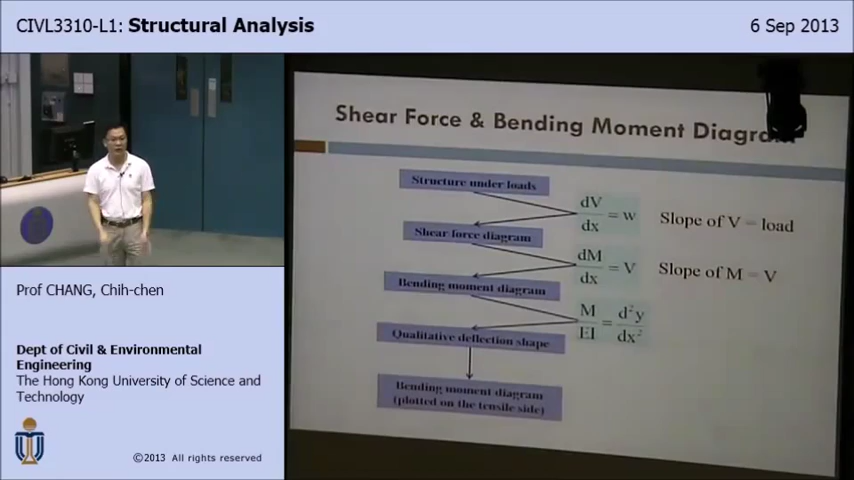 CIVL3310-L1: Structural Analysis
6 Sep 2013
Shear Force & Bending Moment Diagram
Structure under loads
dV/dx = w
Slope of V = load
Shear force diagram
dM/dx = V
Slope of M = V
Bending moment diagram
M/EI = d²y/dx²
Qualitative deflection shape
Bending moment diagram
(plotted on the tensile side)
Prof CHANG, Chih-chen
Dept of Civil & Environmental
Engineering
The Hong Kong University of Science and
Technology
©2013 All rights reserved